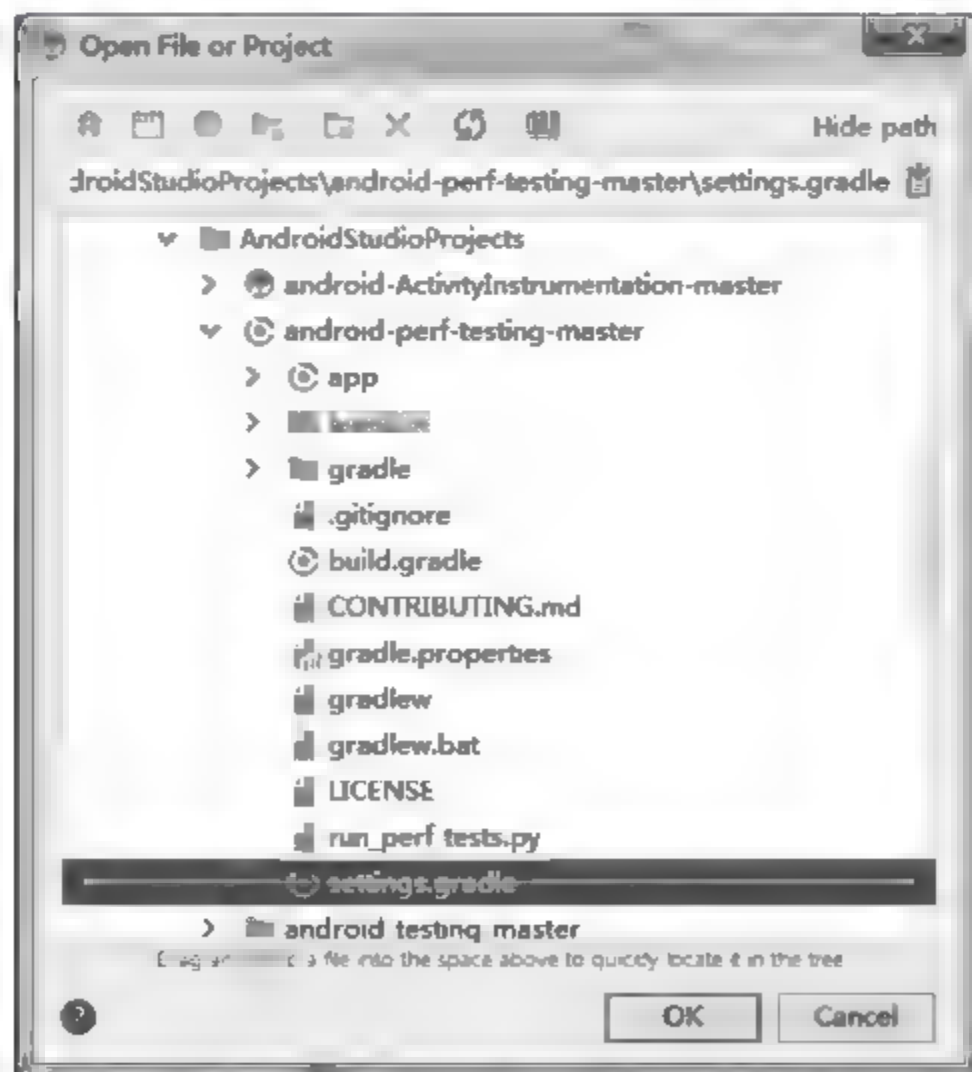 Open File or Project
Hide path
droidStudioProjects\android-perf-testing-master\settings.gradle
AndroidStudioProjects
android-ActivityInstrumentation-master
android-perf-testing-master
app
gradle
.gitignore
build.gradle
CONTRIBUTING.md
gradle.properties
gradlew
gradlew.bat
LICENSE
run_perf tests.py
settings.gradle
android testing master
a file into the space above to quickly locate it in the tree
?
OK
Cancel